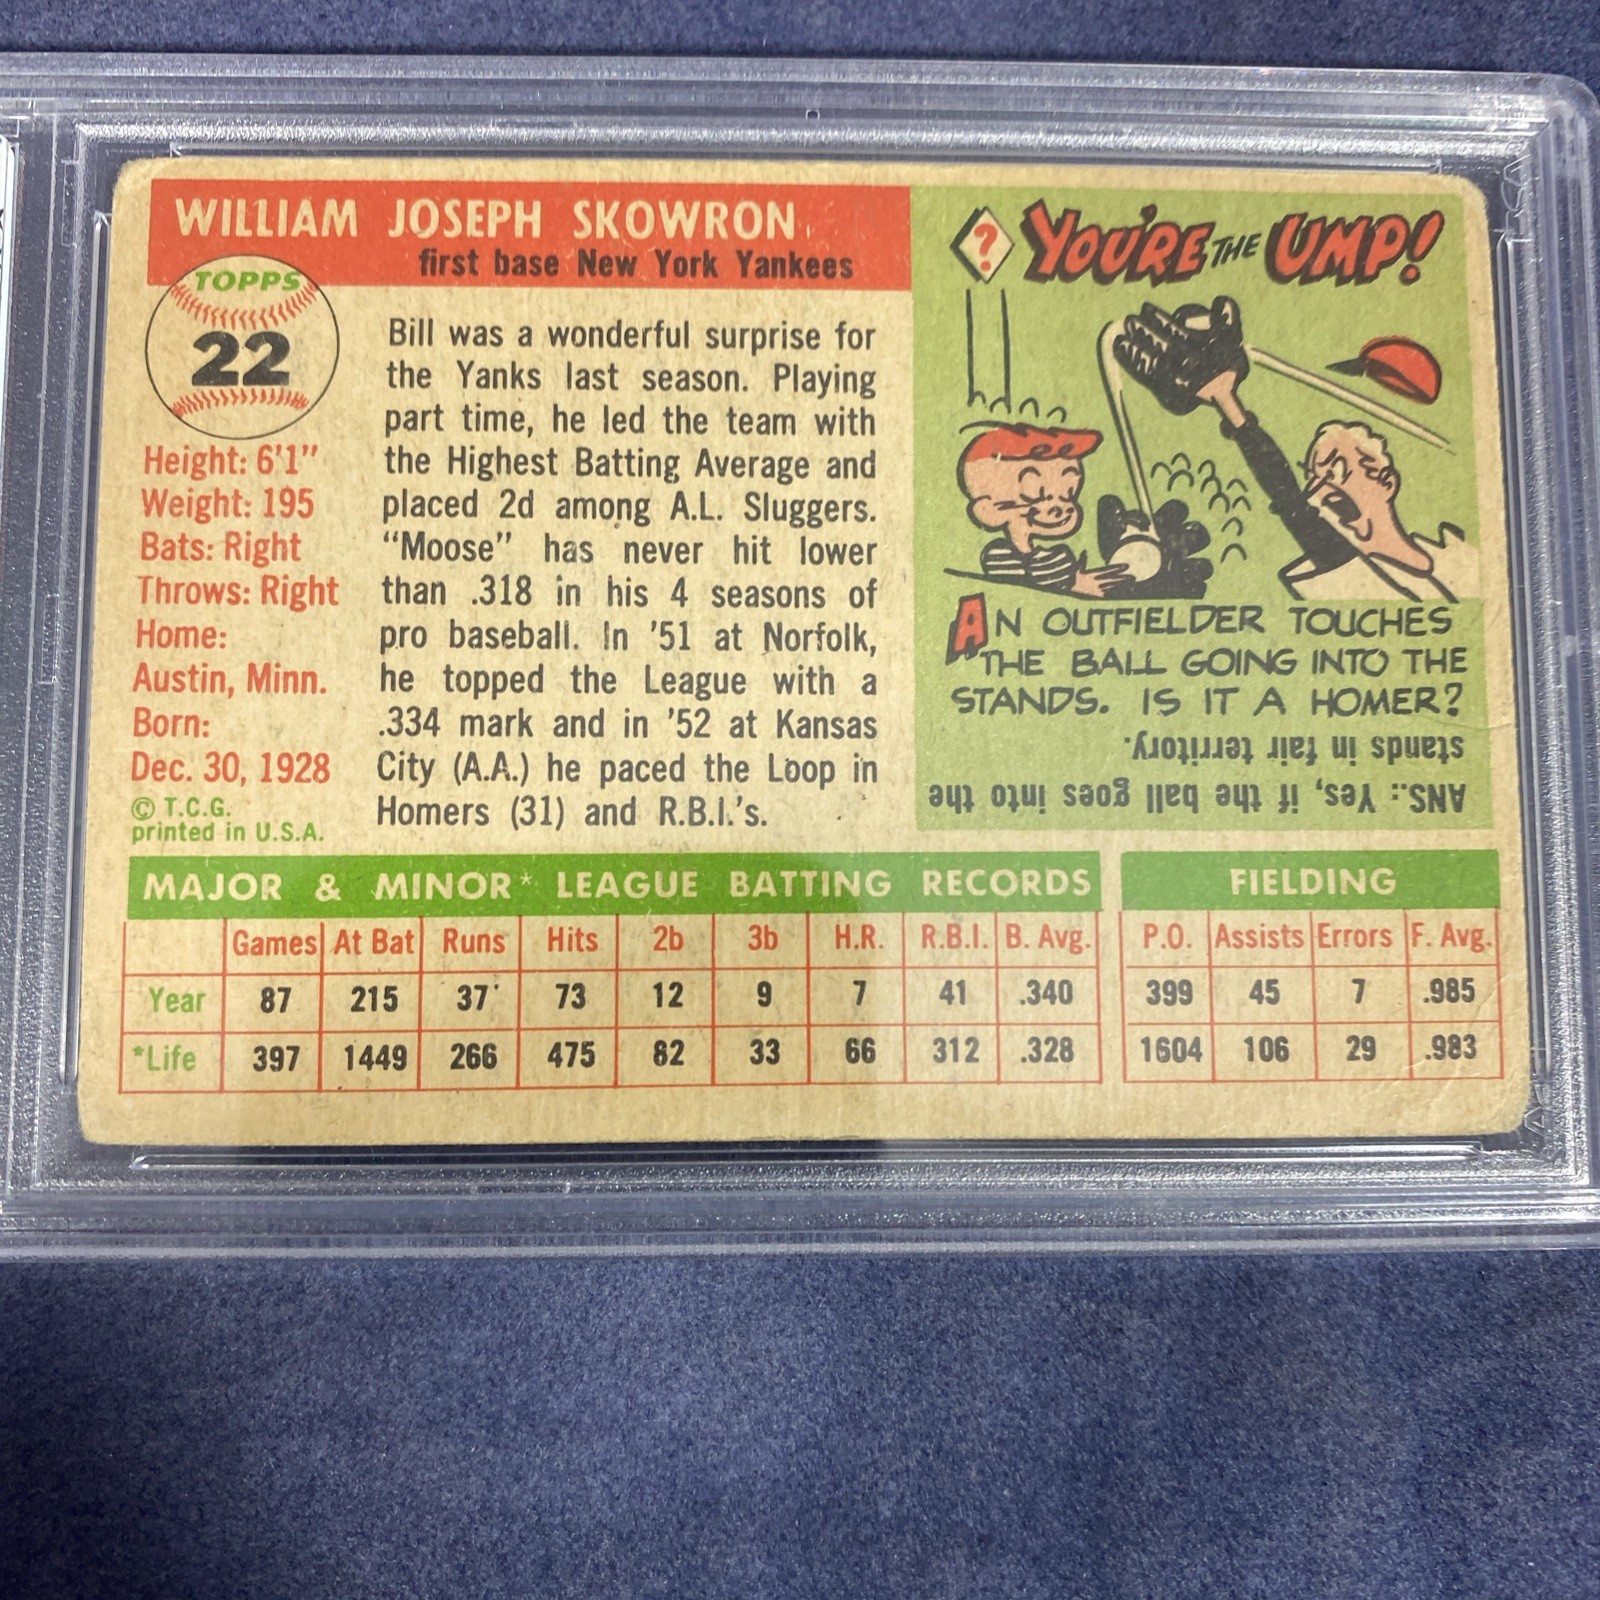 WILLIAM JOSEPH SKOWRON
first base New York Yankees
TOPPS
22
Height: 6'1"
Weight: 195
Bats: Right
Throws: Right
Home:
Austin, Minn.
Born:
Dec. 30, 1928
© T.C.G.
printed in U.S.A.
Bill was a wonderful surprise for
the Yanks last season. Playing
part time, he led the team with
the Highest Batting Average and
placed 2d among A.L. Sluggers.
"Moose" has never hit lower
than .318 in his 4 seasons of
pro baseball. In '51 at Norfolk,
he topped the League with a
.334 mark and in '52 at Kansas
City (A.A.) he paced the Loop in
Homers (31) and R.B.I.'s.
? YOU'RE THE UMP!
AN OUTFIELDER TOUCHES
THE BALL GOING INTO THE
STANDS. IS IT A HOMER?
ANS.: Yes, if the ball goes into the
stands in fair territory.
MAJOR & MINOR* LEAGUE BATTING RECORDS
Games At Bat Runs Hits 2b 3b H.R. R.B.I. B. Avg.
Year 87 215 37 73 12 9 7 41 .340
*Life 397 1449 266 475 82 33 66 312 .328
FIELDING
P.O. Assists Errors F. Avg.
399 45 7 .985
1604 106 29 .983